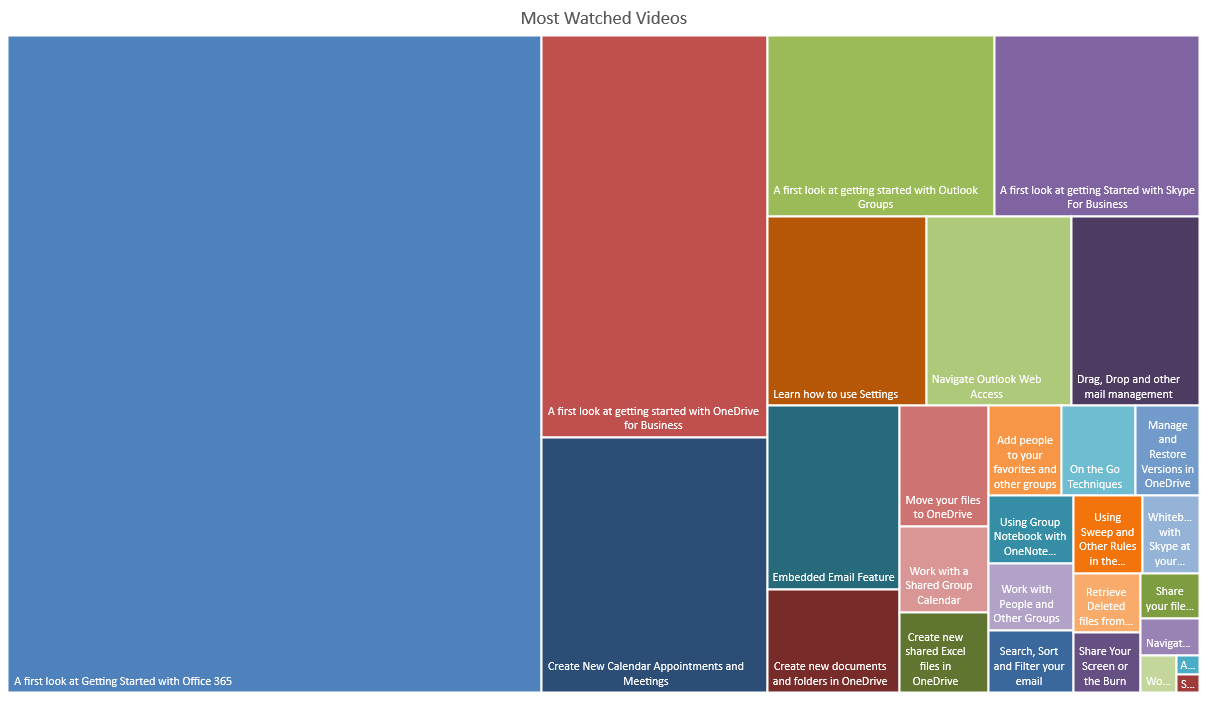 Most Watched Videos
A first look at Getting Started with Office 365
A first look at getting started with OneDrive
for Business
Create New Calendar Appointments and
Meetings
A first look at getting started with Outlook
Groups
A first look at getting Started with Skype
For Business
Learn how to use Settings
Navigate Outlook Web
Access
Drag, Drop and other
mail management
Embedded Email Feature
Create new documents
and folders in OneDrive
Move your files
to OneDrive
Work with a
Shared Group
Calendar
Create new
shared Excel
files in
OneDrive
Add people
to your
favorites and
other groups
On the Go
Techniques
Manage
and
Restore
Versions in
OneDrive
Using Group
Notebook with
OneNote...
Using
Sweep and
Other Rules
in the...
Whiteb...
with
Skype at
your...
Work with
People and
Other Groups
Retrieve
Deleted
files from...
Share
your file...
Navigat...
Search, Sort
and Filter your
email
Share Your
Screen or
the Burn
Wo...
A...
S...